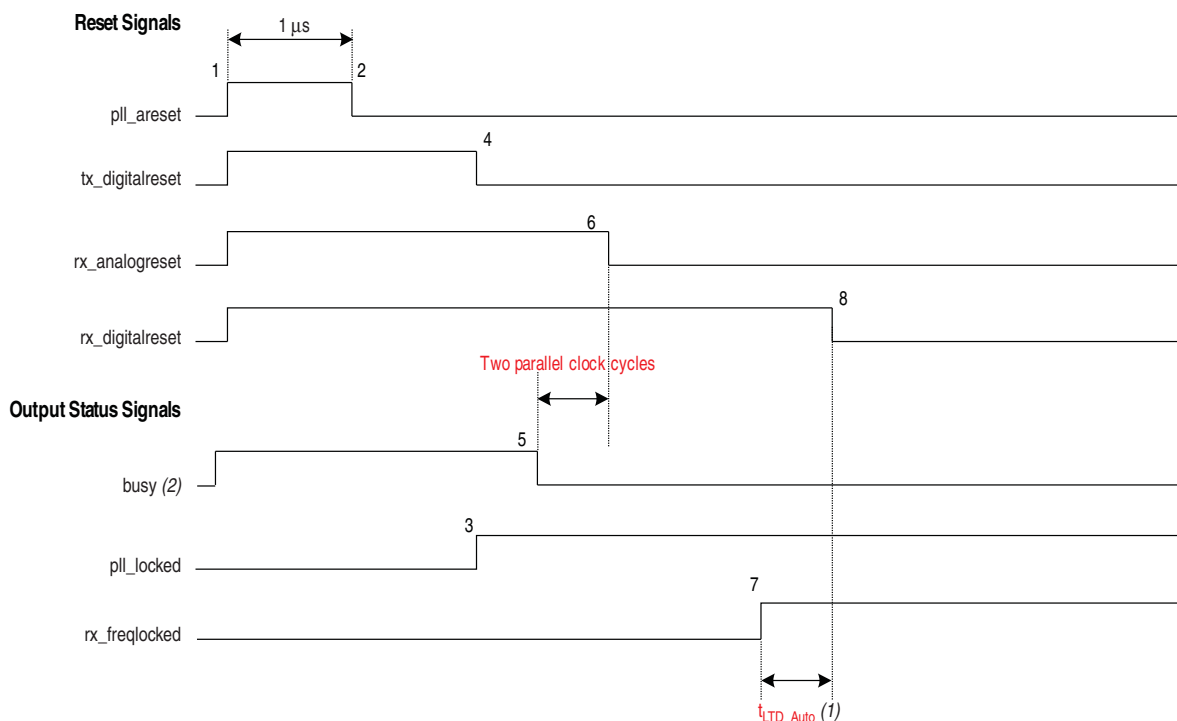 Reset Signals
1 μs
1
2
pll_areset
4
tx_digitalreset
6
rx_analogreset
8
rx_digitalreset
Two parallel clock cycles
Output Status Signals
5
busy (2)
3
pll_locked
7
rx_freqlocked
tLTD_Auto (1)